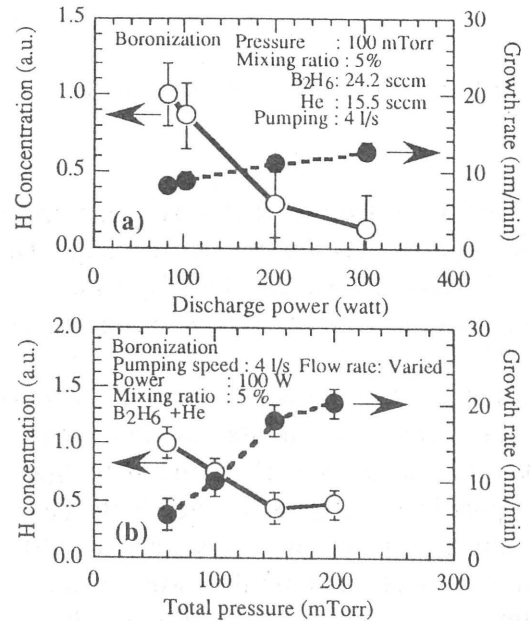 1.5
1.0
0.5
0.0
H Concentration (a.u.)
Boronization
Pressure : 100 mTorr
Mixing ratio : 5%
B2H6: 24.2 sccm
He : 15.5 sccm
Pumping : 4 l/s
(a)
30
20
10
0
Growth rate (nm/min)
0 100 200 300 400
Discharge power (watt)
2.0
1.5
1.0
0.5
0.0
H concentration (a.u.)
Boronization
Pumping speed : 4 l/s Flow rate: Varied
Power : 100 W
Mixing ratio : 5 %
B2H6 +He
(b)
30
20
10
0
Growth rate (nm/min)
0 100 200 300
Total pressure (mTorr)